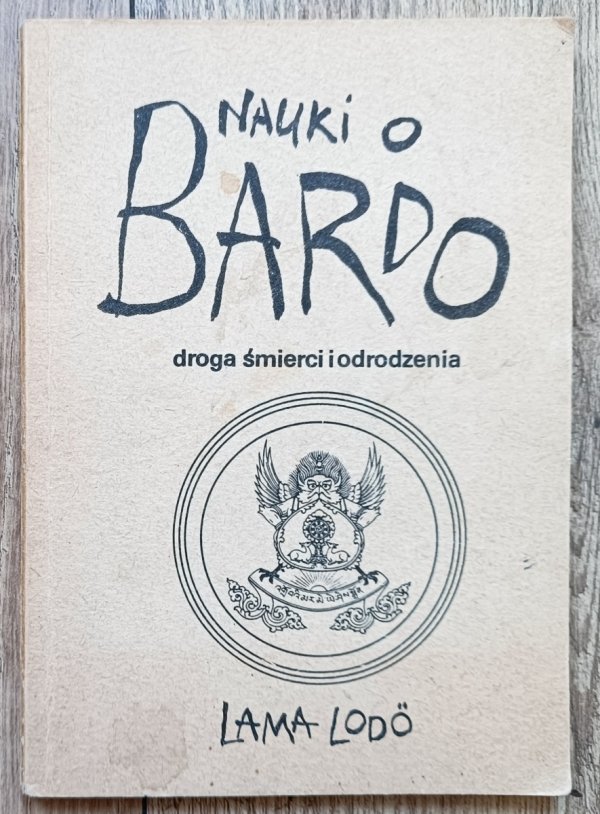 NAUKI O
BARDO
droga śmierci i odrodzenia
LAMA LODÖ